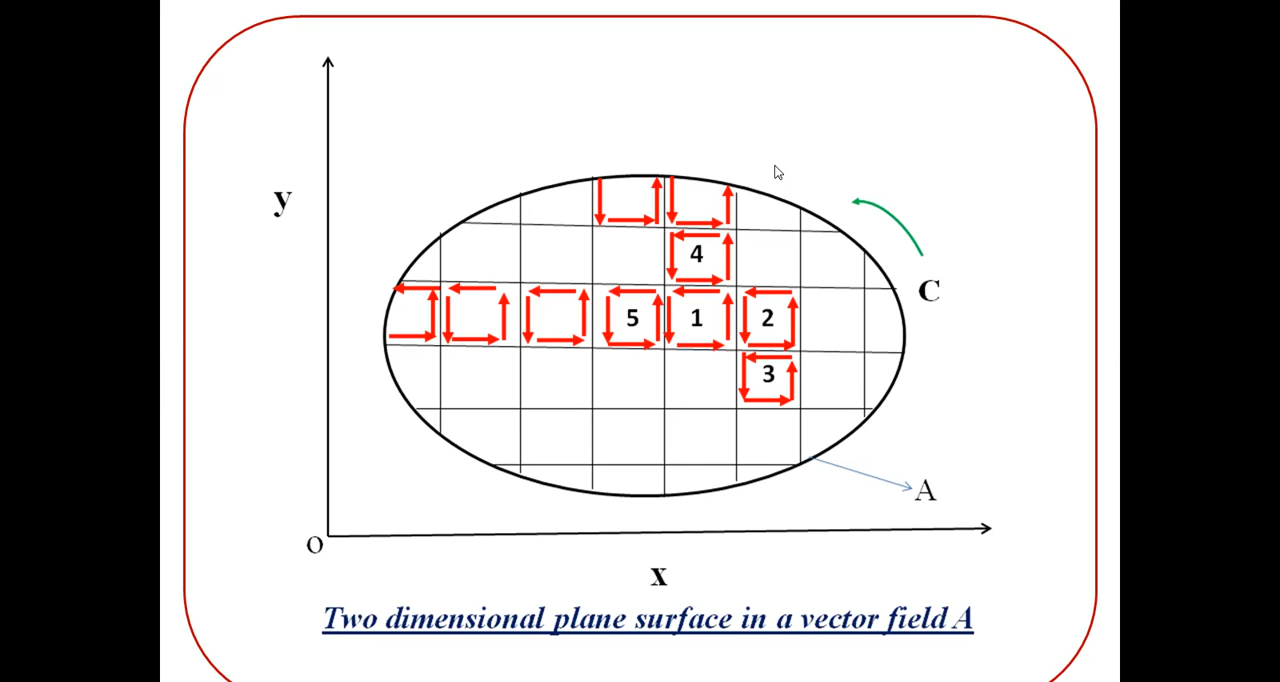 y
4
C
5 1 2
3
A
O
x
Two dimensional plane surface in a vector field A